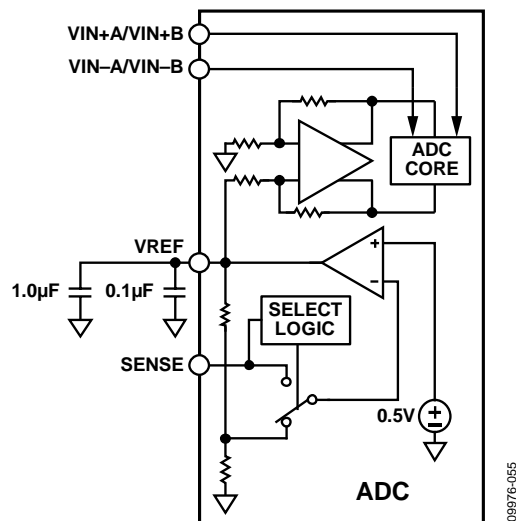 VIN+A/VIN+B
VIN–A/VIN–B
ADC
CORE
VREF
+
–
1.0µF
0.1µF
SELECT
LOGIC
SENSE
0.5V
+
–
ADC
09976-055